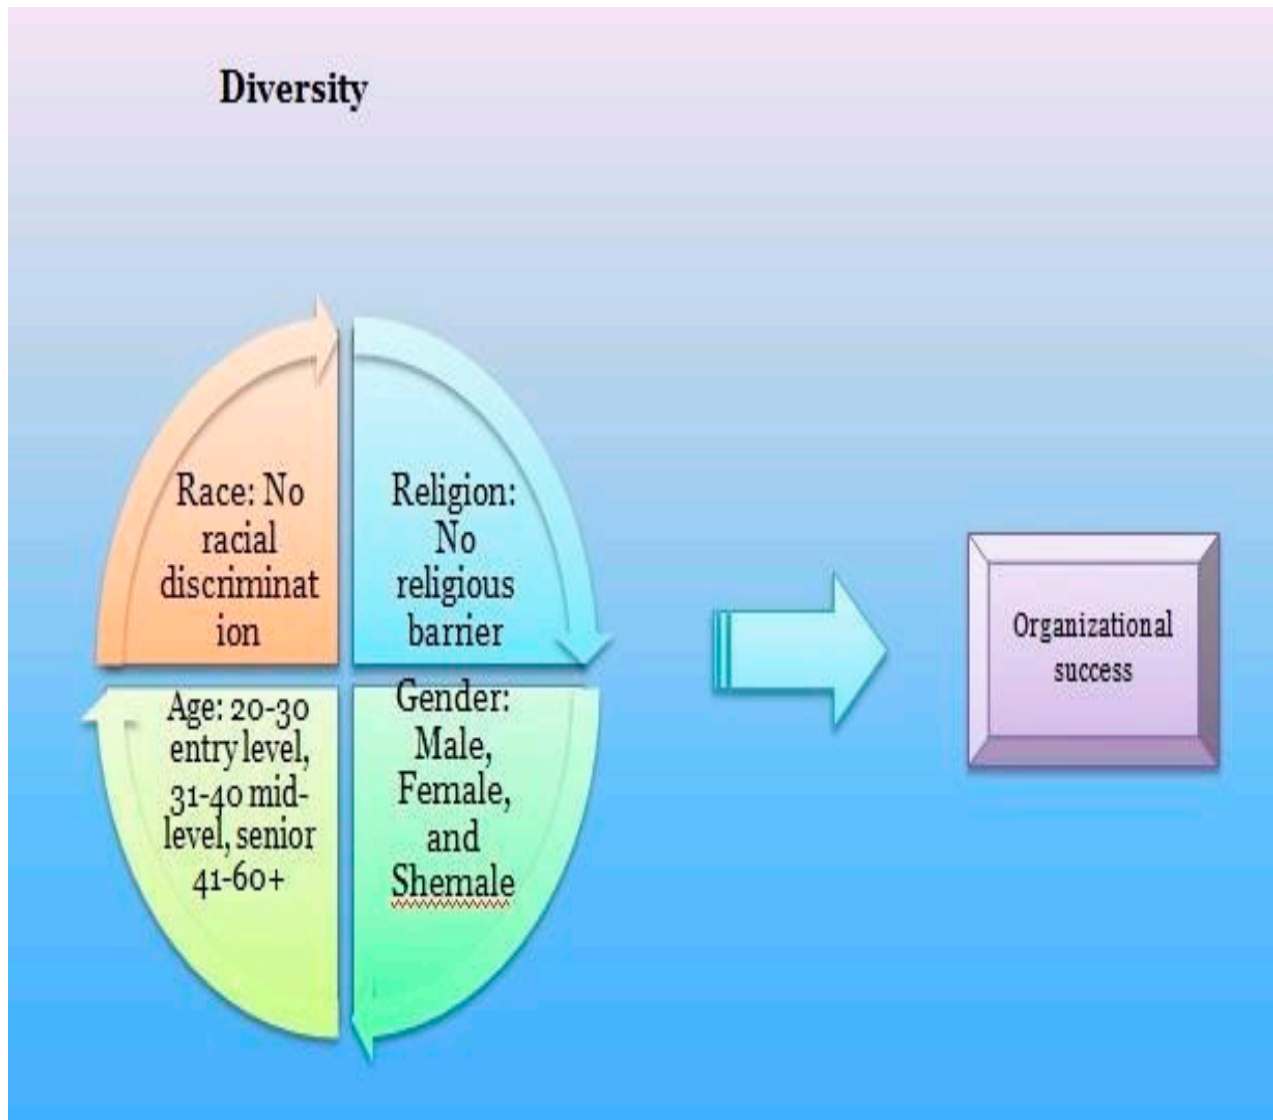 Diversity
Race: No
racial
discriminat
ion
Religion:
No
religious
barrier
Age: 20-30
entry level,
31-40 mid-
level, senior
41-60+
Gender:
Male,
Female,
and
Shemale
Organizational
success